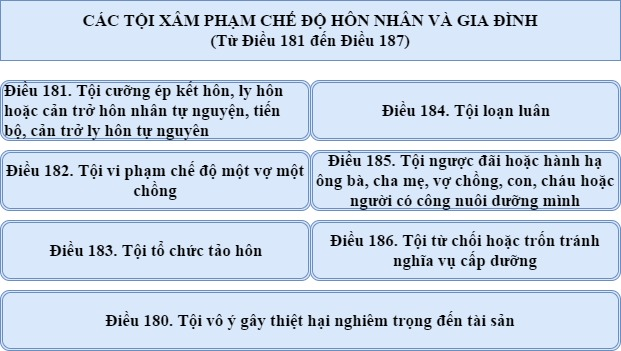 CÁC TỘI XÂM PHẠM CHẾ ĐỘ HÔN NHÂN VÀ GIA ĐÌNH
(Từ Điều 181 đến Điều 187)
Điều 181. Tội cưỡng ép kết hôn, ly hôn
hoặc cản trở hôn nhân tự nguyện, tiến
bộ, cản trở ly hôn tự nguyên
Điều 184. Tội loạn luân
Điều 182. Tội vi phạm chế độ một vợ một
chồng
Điều 185. Tội ngược đãi hoặc hành hạ
ông bà, cha mẹ, vợ chồng, con, cháu hoặc
người có công nuôi dưỡng mình
Điều 183. Tội tổ chức tảo hôn
Điều 186. Tội từ chối hoặc trốn tránh
nghĩa vụ cấp dưỡng
Điều 180. Tội vô ý gây thiệt hại nghiêm trọng đến tài sản